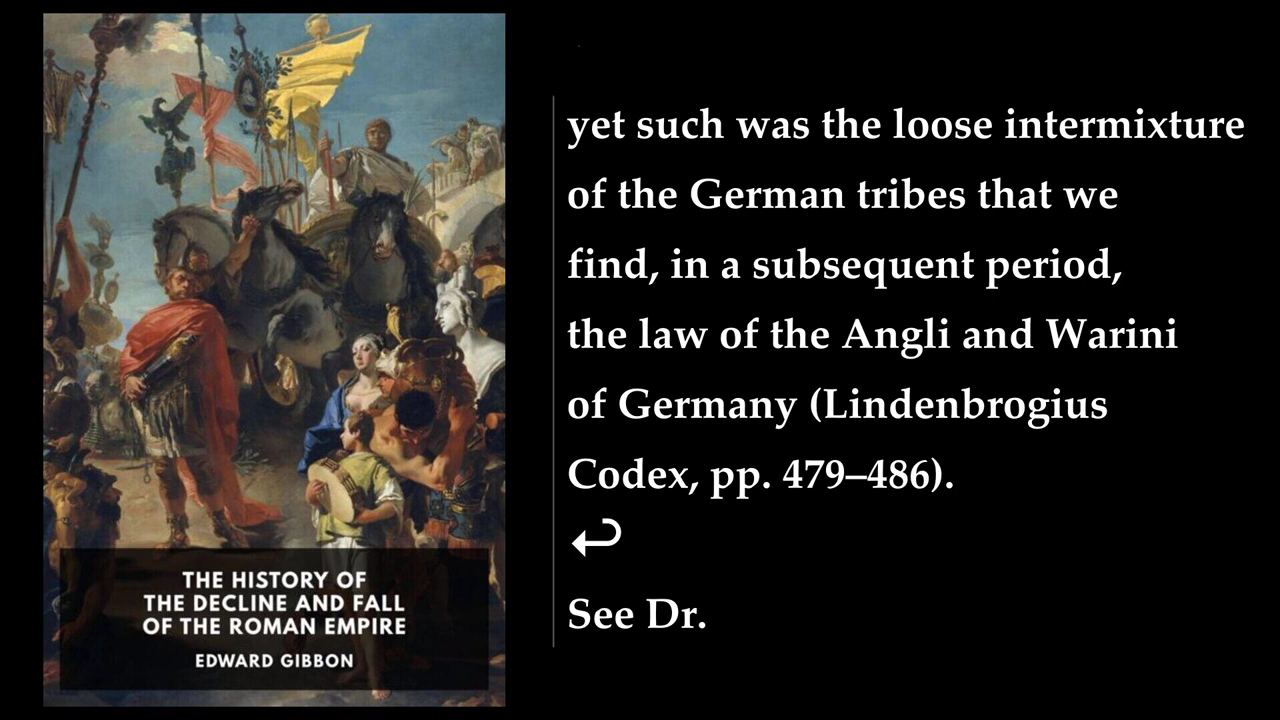 THE HISTORY OF
THE DECLINE AND FALL
OF THE ROMAN EMPIRE
EDWARD GIBBON
yet such was the loose intermixture
of the German tribes that we
find, in a subsequent period,
the law of the Angli and Warini
of Germany (Lindenbrogius
Codex, pp. 479–486).
↩
See Dr.